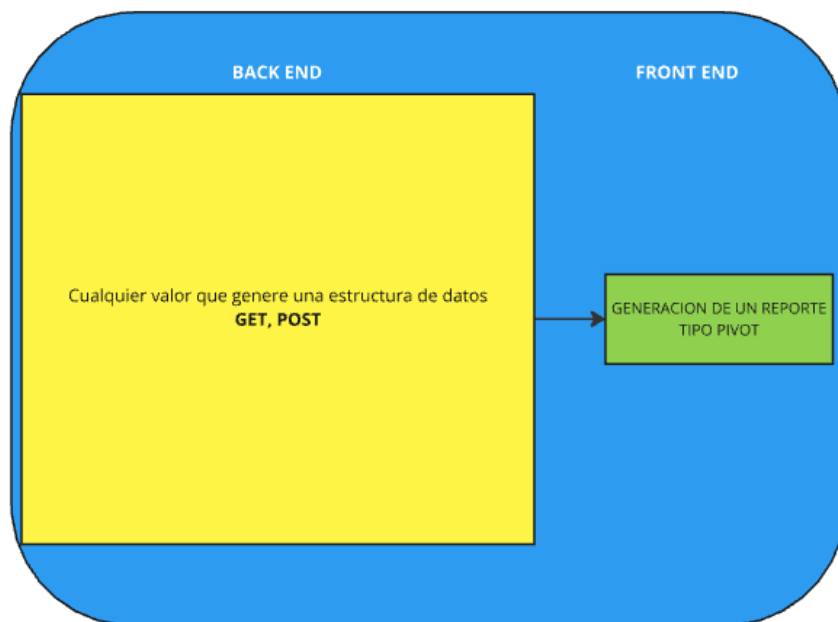 BACK END
FRONT END
Cualquier valor que genere una estructura de datos
GET, POST
GENERACION DE UN REPORTE
TIPO PIVOT